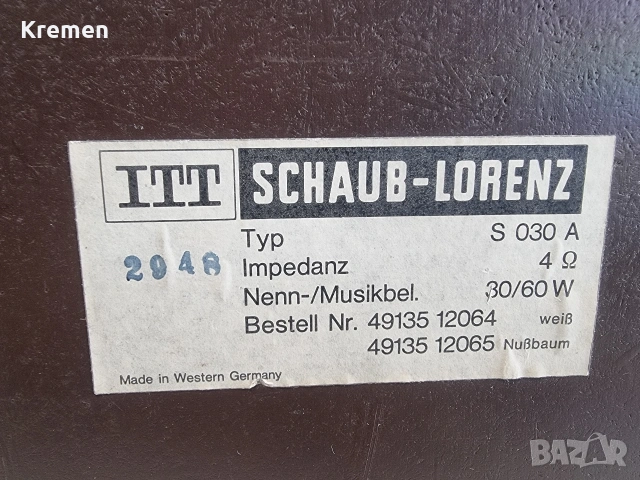 Kremen
ITT SCHAUB-LORENZ
Typ S 030 A
2948 Impedanz 4 Ω
Nenn-/Musikbel. 30/60 W
Bestell Nr. 49135 12064 weiß
49135 12065 Nußbaum
Made in Western Germany
BAZAR